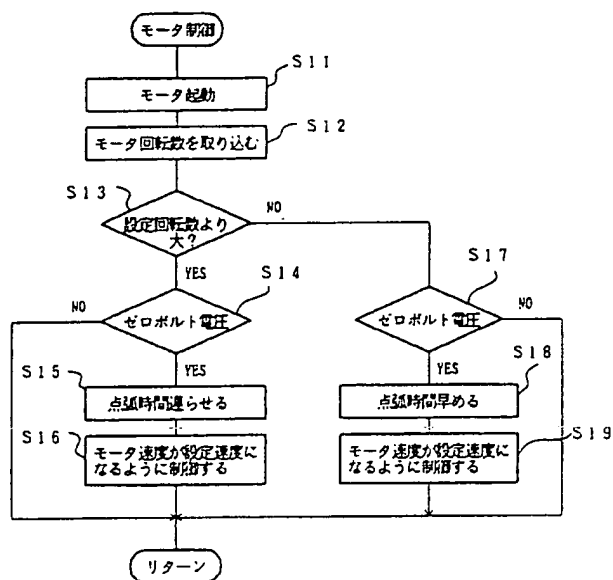 モータ制御
S11
モータ起動
S12
モータ回転数を取り込む
S13
設定回転数より
大?
NO
YES
S14
S17
NO
ゼロボルト電圧
ゼロボルト電圧
NO
YES
YES
S15
S18
点弧時間遅らせる
点弧時間早める
S16
S19
モータ速度が設定速度に
なるように制御する
モータ速度が設定速度に
なるように制御する
リターン